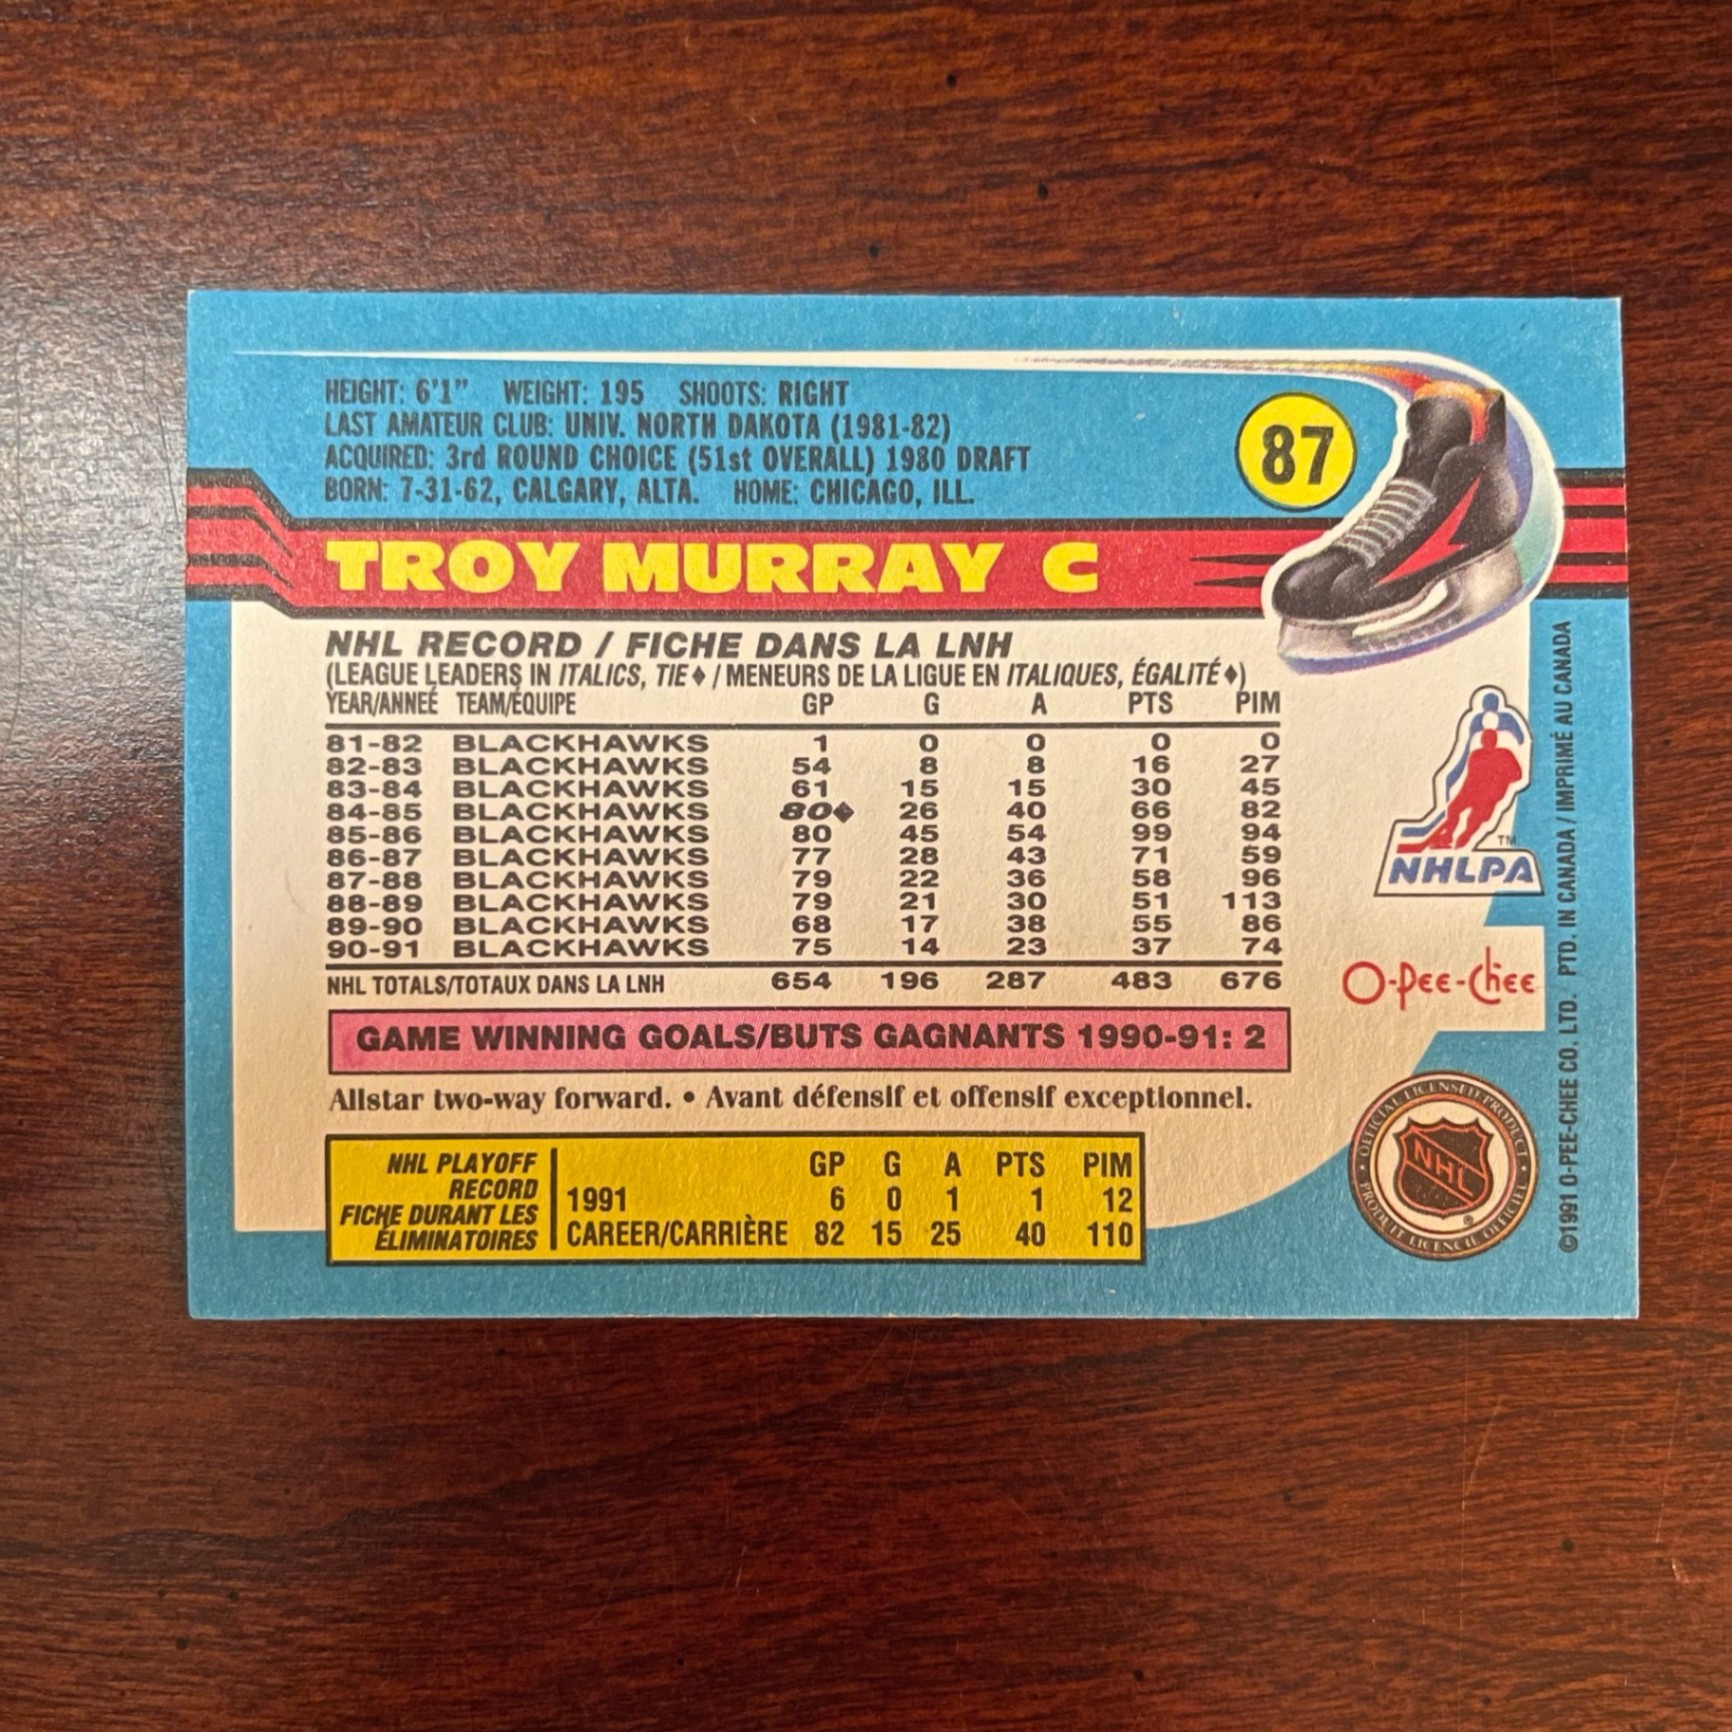 HEIGHT: 6'1" WEIGHT: 195 SHOOTS: RIGHT
LAST AMATEUR CLUB: UNIV. NORTH DAKOTA (1981-82)
ACQUIRED: 3rd ROUND CHOICE (51st OVERALL) 1980 DRAFT
BORN: 7-31-62, CALGARY, ALTA. HOME: CHICAGO, ILL.
87
TROY MURRAY C
NHL RECORD / FICHE DANS LA LNH
(LEAGUE LEADERS IN ITALICS, TIE ♦ / MENEURS DE LA LIGUE EN ITALIQUES, ÉGALITÉ ♦)
YEAR/ANNEÉ TEAM/ÉQUIPE GP G A PTS PIM
81-82 BLACKHAWKS 1 0 0 0 0
82-83 BLACKHAWKS 54 8 8 16 27
83-84 BLACKHAWKS 61 15 15 30 45
84-85 BLACKHAWKS 80♦ 26 40 66 82
85-86 BLACKHAWKS 80 45 54 99 94
86-87 BLACKHAWKS 77 28 43 71 59
87-88 BLACKHAWKS 79 22 36 58 96
88-89 BLACKHAWKS 79 21 30 51 113
89-90 BLACKHAWKS 68 17 38 55 86
90-91 BLACKHAWKS 75 14 23 37 74
NHL TOTALS/TOTAUX DANS LA LNH 654 196 287 483 676
GAME WINNING GOALS/BUTS GAGNANTS 1990-91: 2
Allstar two-way forward. • Avant défensif et offensif exceptionnel.
NHL PLAYOFF
RECORD
FICHE DURANT LES
ÉLIMINATOIRES
GP G A PTS PIM
1991 6 0 1 1 12
CAREER/CARRIÈRE 82 15 25 40 110
TM
NHLPA
O-Pee-Chee
OFFICIAL LICENSED PRODUCT
NHL
®
PRODUIT LICENCIÉ OFFICIEL
©1991 O-PEE-CHEE CO. LTD. PTD. IN CANADA / IMPRIMÉ AU CANADA